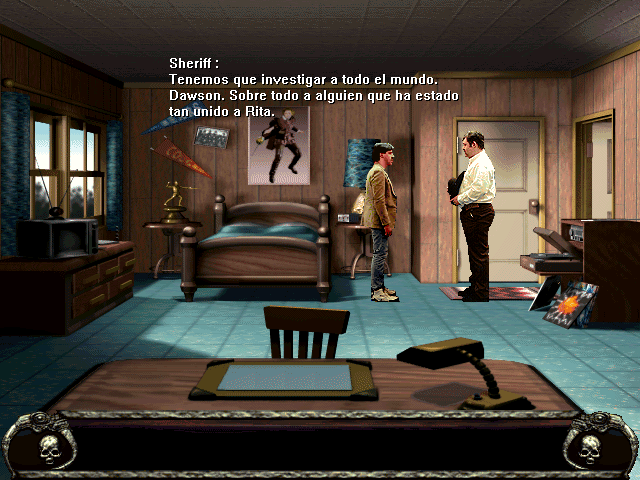 Sheriff :
Tenemos que investigar a todo el mundo.
Dawson. Sobre todo a alguien que ha estado
tan unido a Rita.